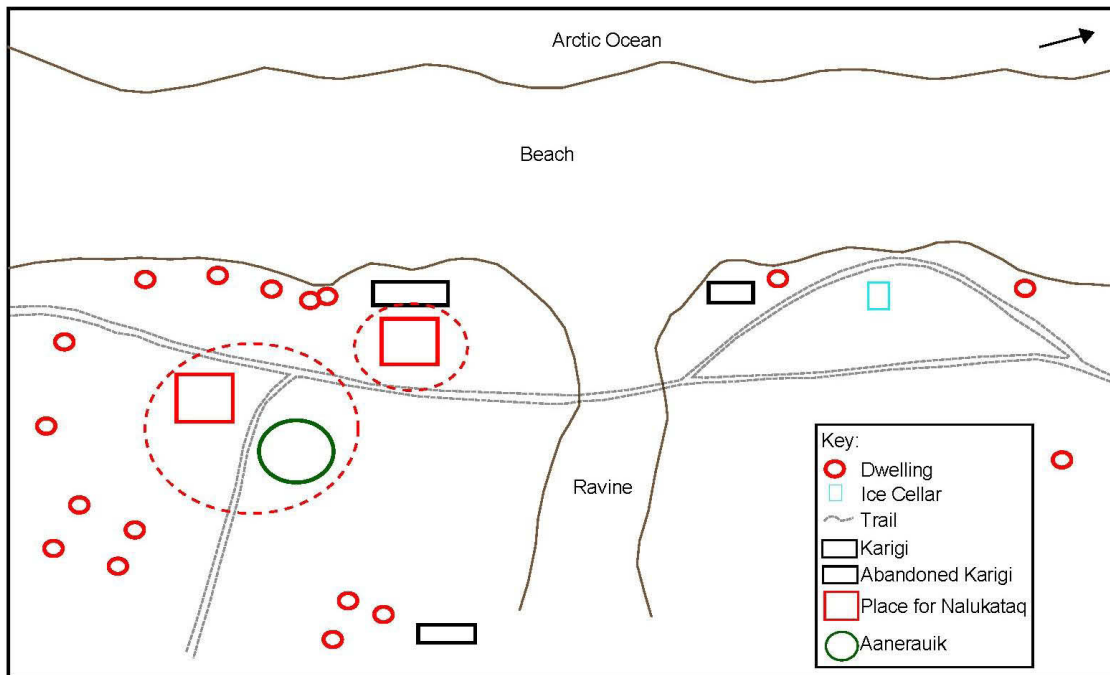 Arctic Ocean
Beach
Ravine
Key:
Dwelling
Ice Cellar
Trail
Karigi
Abandoned Karigi
Place for Nalukataq
Aanerauik